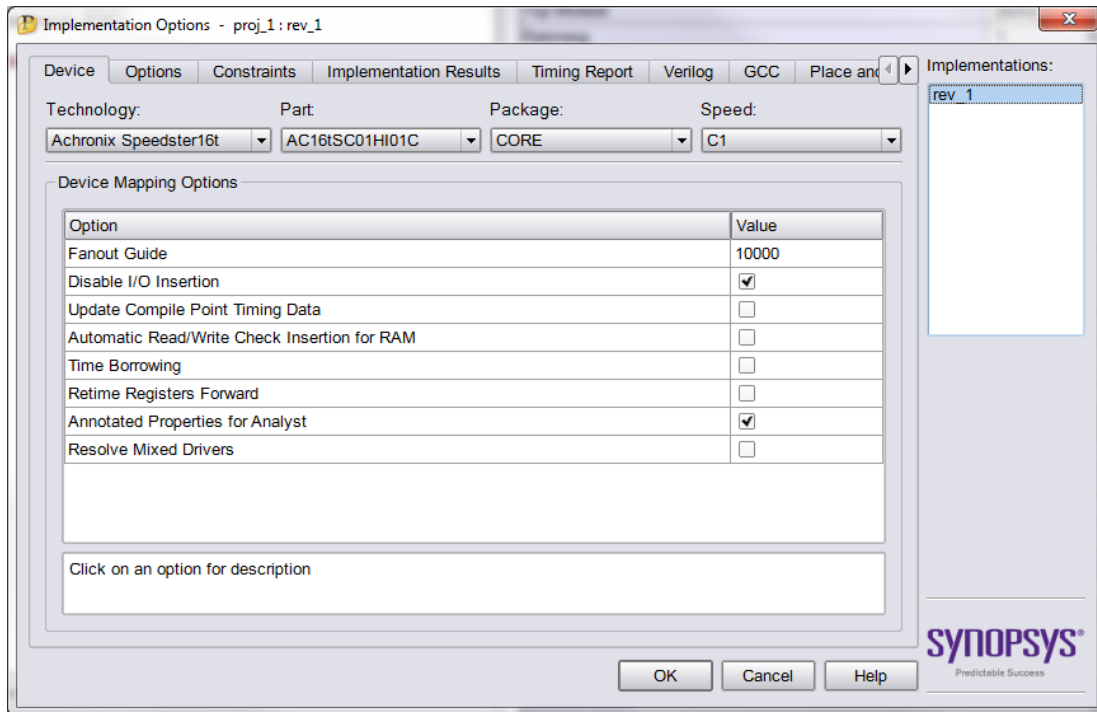 Implementation Options - proj_1 : rev_1
Device Options Constraints Implementation Results Timing Report Verilog GCC Place and
Implementations:
rev_1
Technology: Part: Package: Speed:
Achronix Speedster16t AC16tSC01HI01C CORE C1
Device Mapping Options
Option Value
Fanout Guide 10000
Disable I/O Insertion
Update Compile Point Timing Data
Automatic Read/Write Check Insertion for RAM
Time Borrowing
Retime Registers Forward
Annotated Properties for Analyst
Resolve Mixed Drivers
Click on an option for description
SYNOPSYS®
Predictable Success
OK Cancel Help